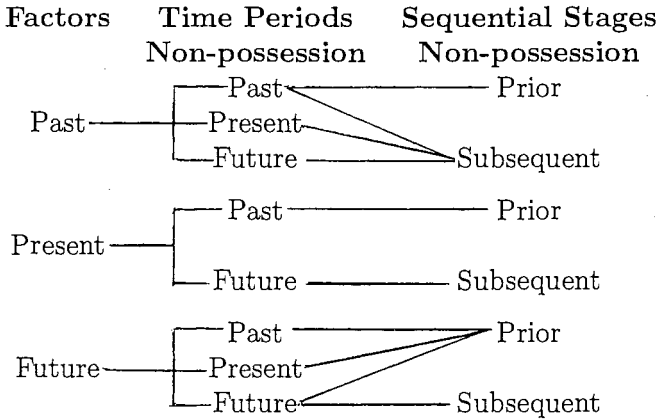 Factors Time Periods Sequential Stages
Non-possession Non-possession
Past Prior
Past Present
Future Subsequent
Past Prior
Present
Future Subsequent
Past Prior
Future Present
Future Subsequent